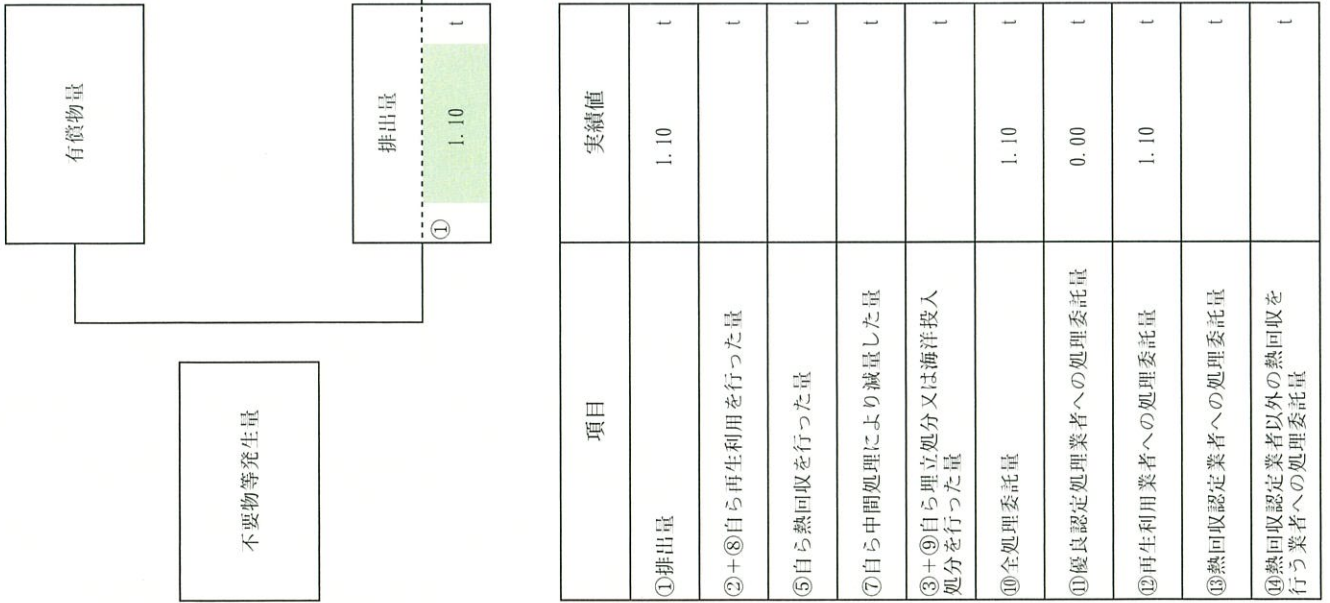 有償物量
不要物等発生量
排出量
① 1.10 t
項目 実績値
①排出量 1.10 t
②+⑧自ら再生利用を行った量 t
⑤自ら熱回収を行った量 t
⑦自ら中間処理により減量した量 t
③+⑨自ら埋立処分又は海洋投入
処分を行った量 t
⑩全処理委託量 1.10 t
⑪優良認定処理業者への処理委託量 0.00 t
⑫再生利用業者への処理委託量 1.10 t
⑬熱回収認定業者への処理委託量 t
⑭熱回収認定業者以外の熱回収を
行う業者への処理委託量 t